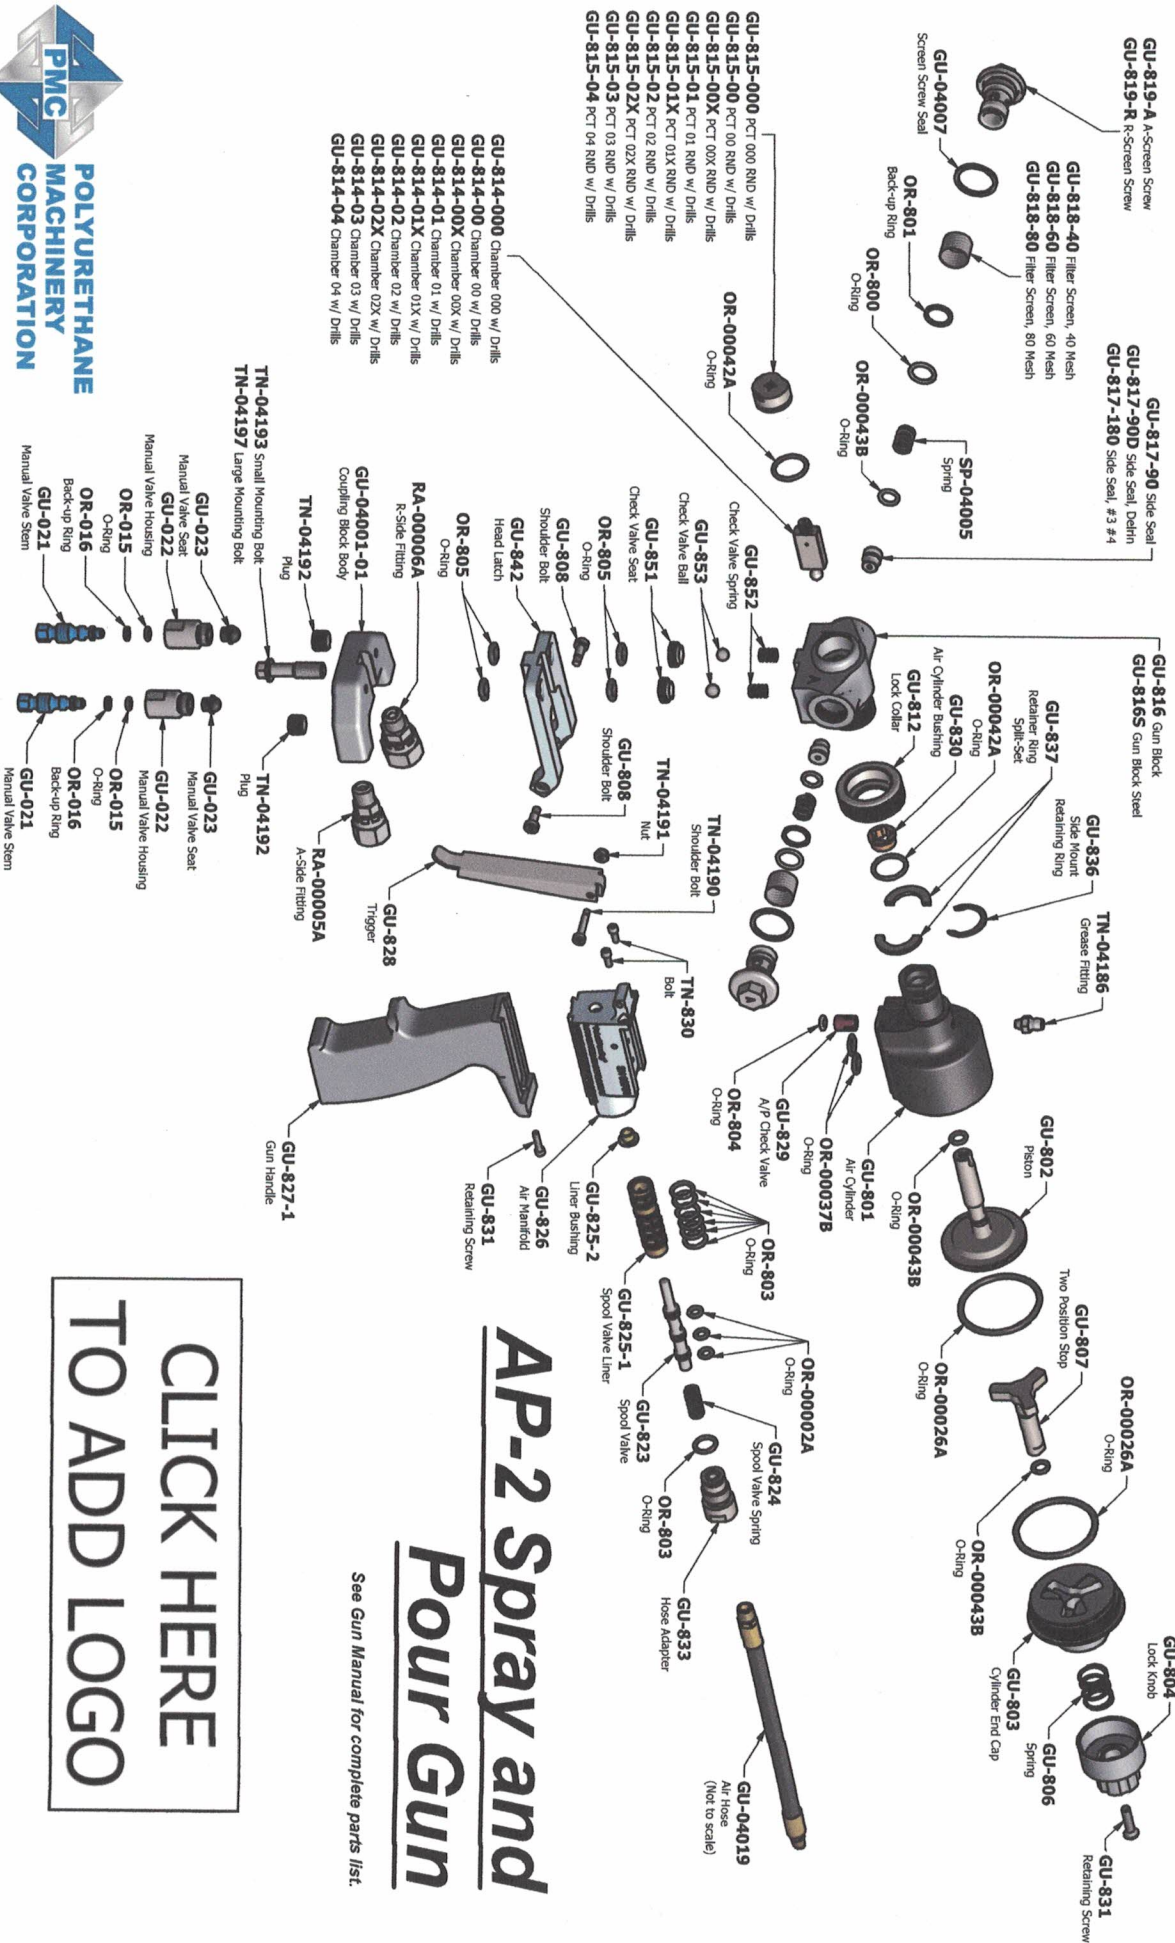 GU-819-A A-Screen Screw
GU-819-R R-Screen Screw
GU-04007
Screen Screw Seal
GU-818-40 Filter Screen, 40 Mesh
GU-818-60 Filter Screen, 60 Mesh
GU-818-80 Filter Screen, 80 Mesh
OR-801
Back-up Ring
OR-800
O-Ring
SP-04005
Spring
OR-00043B
O-Ring
GU-817-90 Side Seal
GU-817-90D Side Seal, Delrin
GU-817-180 Side Seal, #3 #4
GU-816 Gun Block
GU-816S Gun Block Steel
GU-815-000 PCT 000 RND w/ Drills
GU-815-00 PCT 00 RND w/ Drills
GU-815-00X PCT 00X RND w/ Drills
GU-815-01 PCT 01 RND w/ Drills
GU-815-01X PCT 01X RND w/ Drills
GU-815-02 PCT 02 RND w/ Drills
GU-815-02X PCT 02X RND w/ Drills
GU-815-03 PCT 03 RND w/ Drills
GU-815-04 PCT 04 RND w/ Drills
OR-00042A
O-Ring
GU-814-000 Chamber 000 w/ Drills
GU-814-00 Chamber 00 w/ Drills
GU-814-00X Chamber 00X w/ Drills
GU-814-01 Chamber 01 w/ Drills
GU-814-01X Chamber 01X w/ Drills
GU-814-02 Chamber 02 w/ Drills
GU-814-02X Chamber 02X w/ Drills
GU-814-03 Chamber 03 w/ Drills
GU-814-04 Chamber 04 w/ Drills
GU-836
Side Mount
Retaining Ring
GU-837
Retainer Ring
Split-Set
OR-00042A
O-Ring
GU-830
Air Cylinder Bushing
GU-812
Lock Collar
TN-04186
Grease Fitting
GU-802
Piston
OR-00043B
O-Ring
GU-801
Air Cylinder
OR-00037B
O-Ring
GU-829
A/P Check Valve
OR-804
O-Ring
GU-807
Two Position Stop
OR-00026A
O-Ring
OR-00026A
O-Ring
OR-00043B
O-Ring
GU-804
Lock Knob
GU-803
Cylinder End Cap
GU-806
Spring
GU-831
Retaining Screw
GU-852
Check Valve Spring
GU-853
Check Valve Ball
GU-851
Check Valve Seat
OR-805
O-Ring
GU-808
Shoulder Bolt
GU-842
Head Latch
OR-805
O-Ring
RA-00006A
R-Side Fitting
GU-04001-01
Coupling Block Body
TN-04192
Plug
TN-04193 Small Mounting Bolt
TN-04197 Large Mounting Bolt
GU-023
Manual Valve Seat
GU-022
Manual Valve Housing
OR-015
O-Ring
OR-016
Back-up Ring
GU-021
Manual Valve Stem
TN-04190
Shoulder Bolt
TN-04191
Nut
GU-808
Shoulder Bolt
TN-830
Bolt
GU-828
Trigger
RA-00005A
A-Side Fitting
TN-04192
Plug
GU-023
Manual Valve Seat
GU-022
Manual Valve Housing
OR-015
O-Ring
OR-016
Back-up Ring
GU-021
Manual Valve Stem
OR-803
O-Ring
GU-825-1
Spool Valve Liner
GU-825-2
Liner Bushing
GU-826
Air Manifold
GU-831
Retaining Screw
GU-827-1
Gun Handle
OR-00002A
O-Ring
GU-824
Spool Valve Spring
GU-823
Spool Valve
OR-803
O-Ring
GU-833
Hose Adapter
GU-04019
Air Hose
(Not to scale)
AP-2 Spray and
Pour Gun
See Gun Manual for complete parts list.
PMC
POLYURETHANE
MACHINERY
CORPORATION
CLICK HERE
TO ADD LOGO